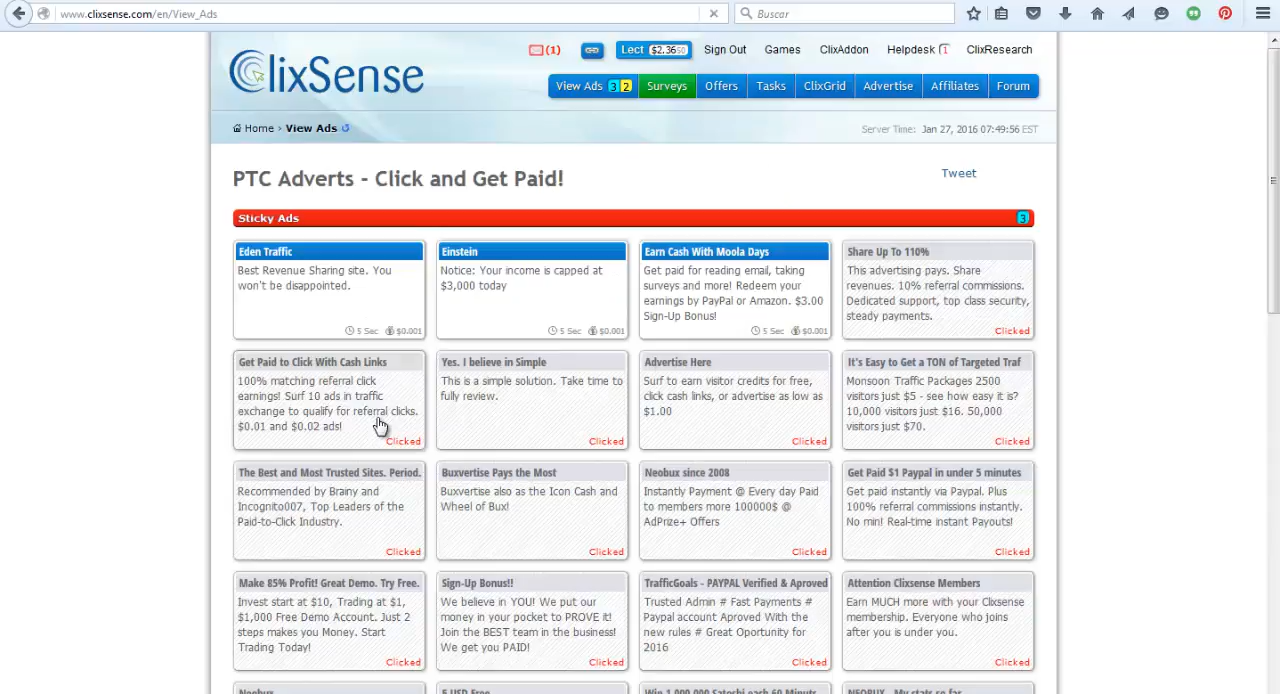 www.clixsense.com/en/View_Ads
Buscar
ClixSense
(1)
Lect $2.3650
Sign Out
Games
ClixAddon
Helpdesk 1
ClixResearch
View Ads 3 2
Surveys
Offers
Tasks
ClixGrid
Advertise
Affiliates
Forum
Home › View Ads
Server Time: Jan 27, 2016 07:49:56 EST
PTC Adverts - Click and Get Paid!
Tweet
Sticky Ads
3
Eden Traffic
Best Revenue Sharing site. You
won't be disappointed.
5 Sec $0.001
Einstein
Notice: Your income is capped at
$3,000 today
5 Sec $0.001
Earn Cash With Moola Days
Get paid for reading email, taking
surveys and more! Redeem your
earnings by PayPal or Amazon. $3.00
Sign-Up Bonus!
5 Sec $0.001
Share Up To 110%
This advertising pays. Share
revenues. 10% referral commissions.
Dedicated support, top class security,
steady payments.
Clicked
Get Paid to Click With Cash Links
100% matching referral click
earnings! Surf 10 ads in traffic
exchange to qualify for referral clicks.
$0.01 and $0.02 ads!
Clicked
Yes. I believe in Simple
This is a simple solution. Take time to
fully review.
Clicked
Advertise Here
Surf to earn visitor credits for free,
click cash links, or advertise as low as
$1.00
Clicked
It's Easy to Get a TON of Targeted Traf
Monsoon Traffic Packages 2500
visitors just $5 - see how easy it is?
10,000 visitors just $16. 50,000
visitors just $70.
Clicked
The Best and Most Trusted Sites. Period.
Recommended by Brainy and
Incognito007, Top Leaders of the
Paid-to-Click Industry.
Clicked
Buxvertise Pays the Most
Buxvertise also as the Icon Cash and
Wheel of Bux!
Clicked
Neobux since 2008
Instantly Payment @ Every day Paid
to members more 100000$ @
AdPrize+ Offers
Clicked
Get Paid $1 Paypal in under 5 minutes
Get paid instantly via Paypal. Plus
100% referral commissions instantly.
No min! Real-time instant Payouts!
Clicked
Make 85% Profit! Great Demo. Try Free.
Invest start at $10, Trading at $1,
$1,000 Free Demo Account. Just 2
steps makes you Money. Start
Trading Today!
Clicked
Sign-Up Bonus!!
We believe in YOU! We put our
money in your pocket to PROVE it!
Join the BEST team in the business!
We get you PAID!
Clicked
TrafficGoals - PAYPAL Verified & Aproved
Trusted Admin # Fast Payments #
Paypal account Aproved With the
new rules # Great Oportunity for
2016
Clicked
Attention Clixsense Members
Earn MUCH more with your Clixsense
membership. Everyone who joins
after you is under you.
Clicked
Neobux
5 USD Free
Win 1,000,000 Satoshi each 60 Minut
NEOBUX - My stats so far